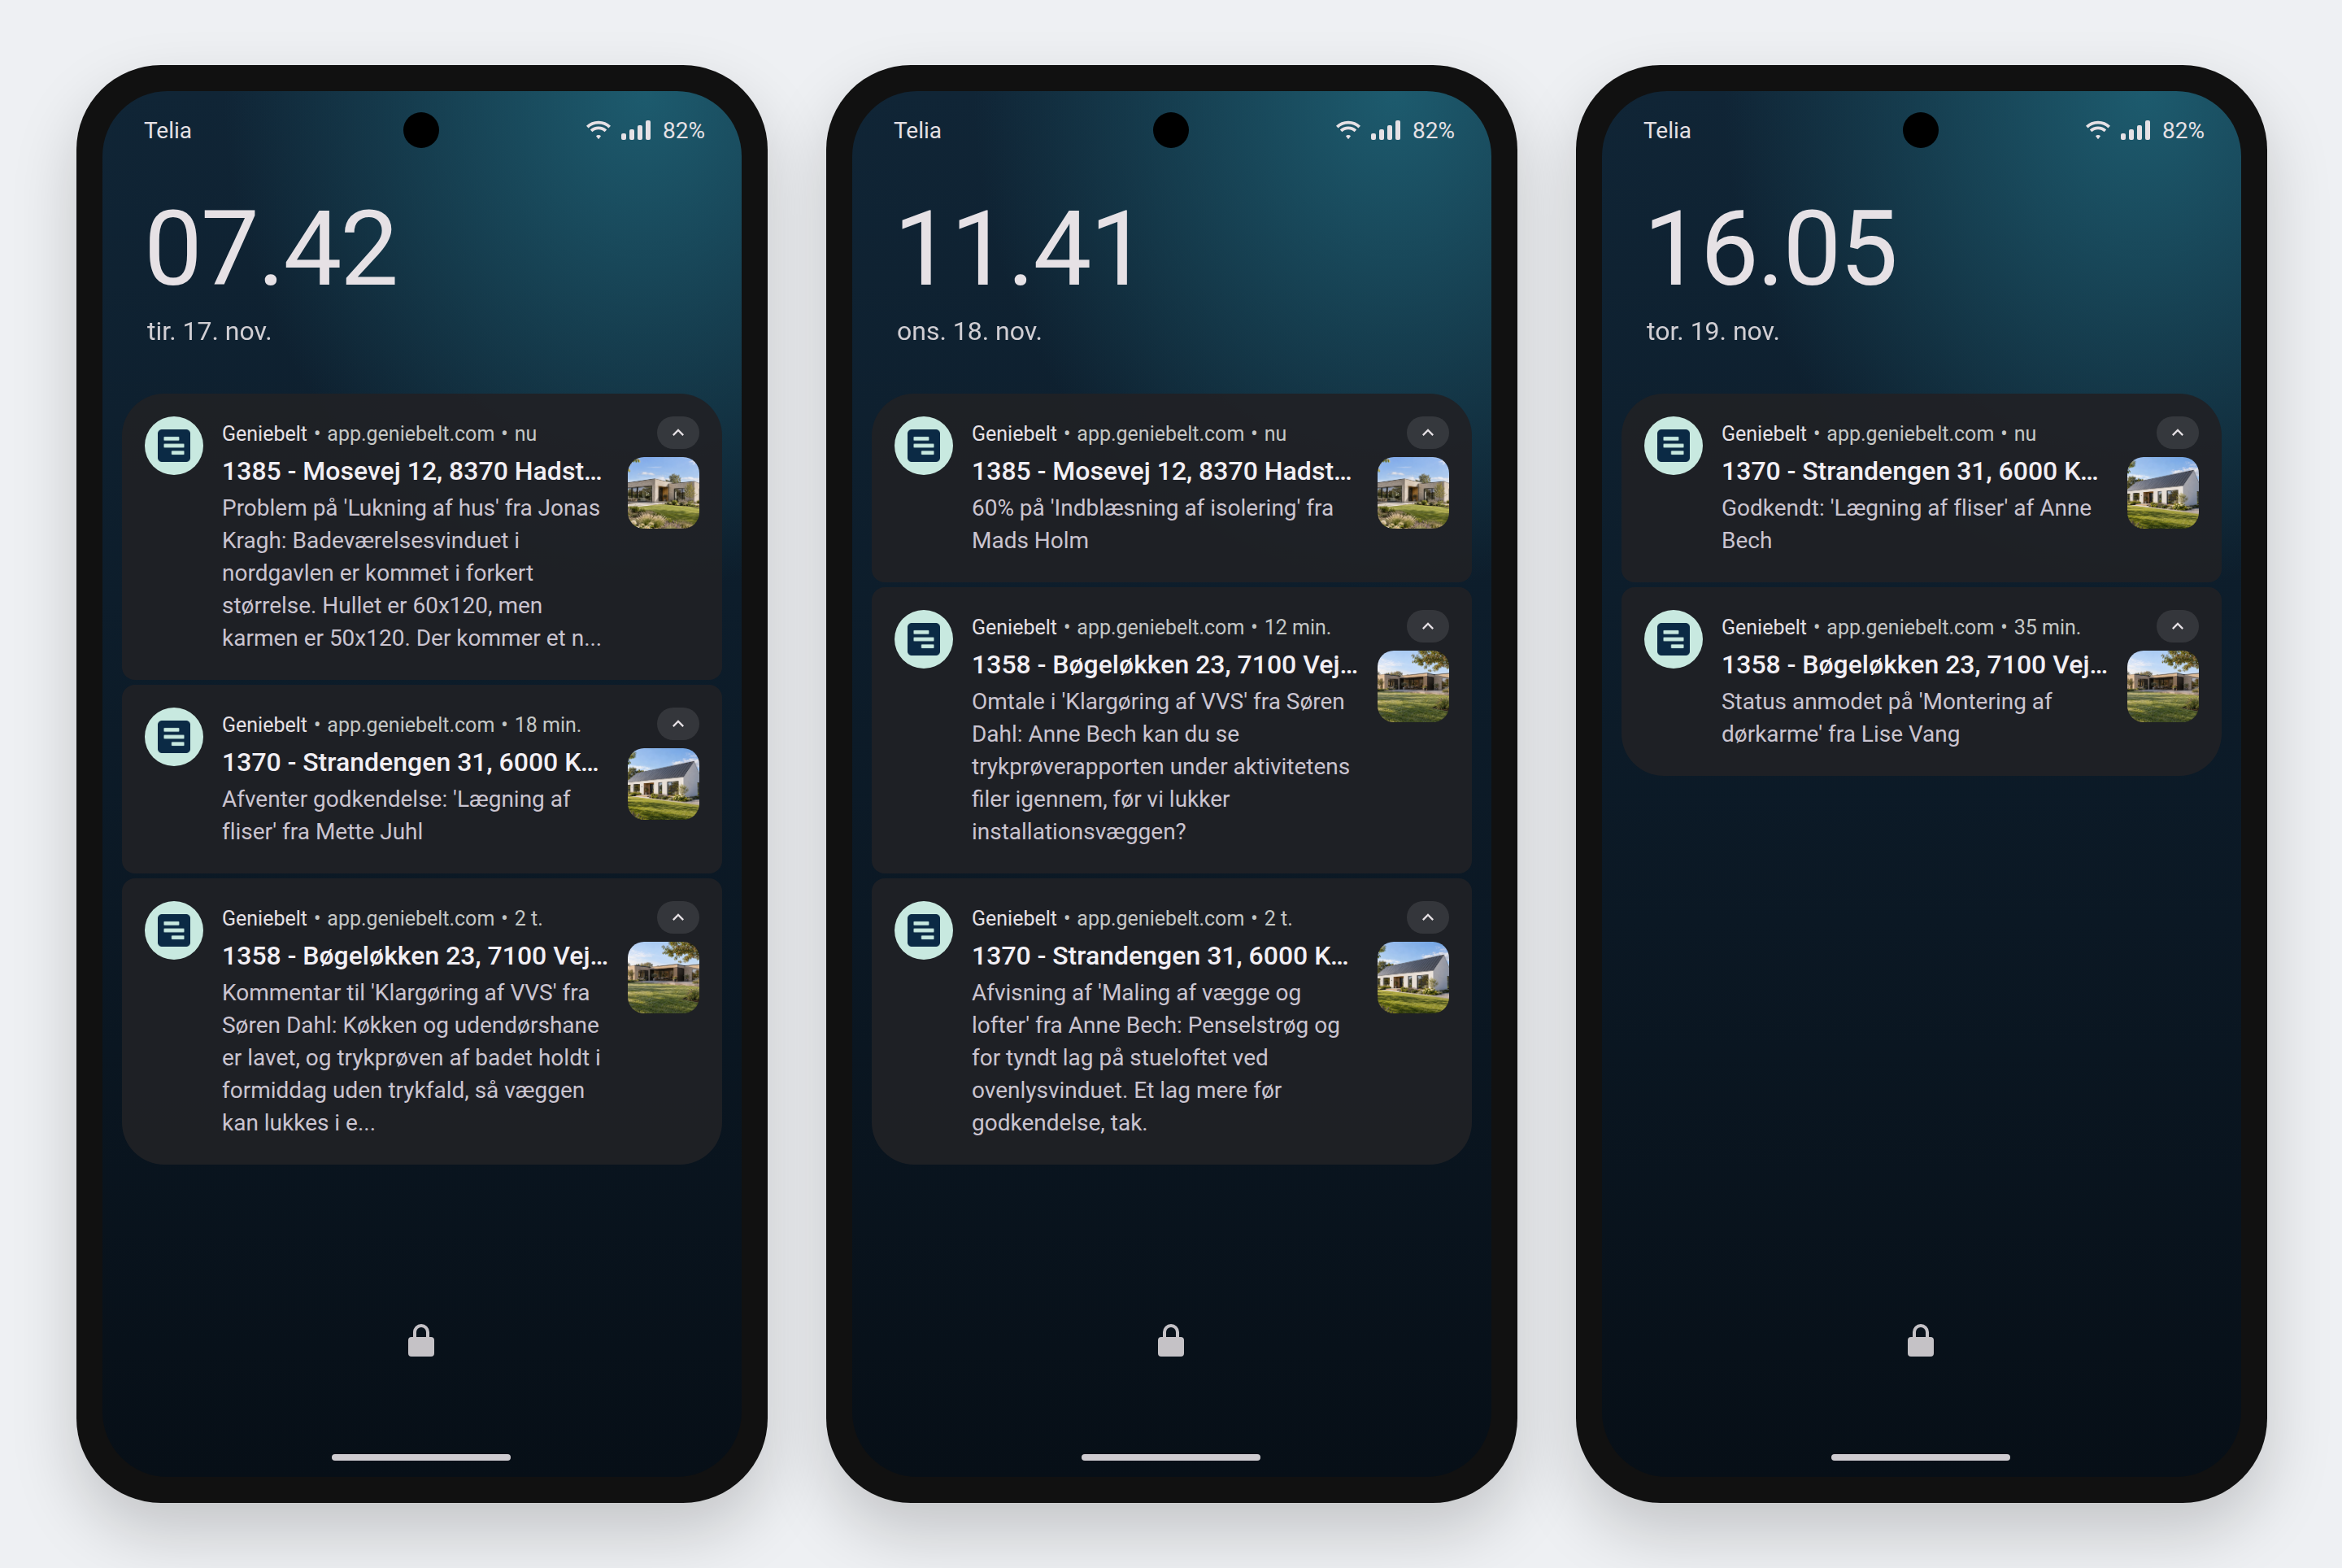 Telia
82%
07.42
tir. 17. nov.
Geniebelt • app.geniebelt.com • nu
1385 - Mosevej 12, 8370 Hadst...
Problem på 'Lukning af hus' fra Jonas
Kragh: Badeværelsesvinduet i
nordgavlen er kommet i forkert
størrelse. Hullet er 60x120, men
karmen er 50x120. Der kommer et n...
Geniebelt • app.geniebelt.com • 18 min.
1370 - Strandengen 31, 6000 K...
Afventer godkendelse: 'Lægning af
fliser' fra Mette Juhl
Geniebelt • app.geniebelt.com • 2 t.
1358 - Bøgeløkken 23, 7100 Vej...
Kommentar til 'Klargøring af VVS' fra
Søren Dahl: Køkken og udendørshane
er lavet, og trykprøven af badet holdt i
formiddag uden trykfald, så væggen
kan lukkes i e...
Telia
82%
11.41
ons. 18. nov.
Geniebelt • app.geniebelt.com • nu
1385 - Mosevej 12, 8370 Hadst...
60% på 'Indblæsning af isolering' fra
Mads Holm
Geniebelt • app.geniebelt.com • 12 min.
1358 - Bøgeløkken 23, 7100 Vej...
Omtale i 'Klargøring af VVS' fra Søren
Dahl: Anne Bech kan du se
trykprøverapporten under aktivitetens
filer igennem, før vi lukker
installationsvæggen?
Geniebelt • app.geniebelt.com • 2 t.
1370 - Strandengen 31, 6000 K...
Afvisning af 'Maling af vægge og
lofter' fra Anne Bech: Penselstrøg og
for tyndt lag på stueloftet ved
ovenlysvinduet. Et lag mere før
godkendelse, tak.
Telia
82%
16.05
tor. 19. nov.
Geniebelt • app.geniebelt.com • nu
1370 - Strandengen 31, 6000 K...
Godkendt: 'Lægning af fliser' af Anne
Bech
Geniebelt • app.geniebelt.com • 35 min.
1358 - Bøgeløkken 23, 7100 Vej...
Status anmodet på 'Montering af
dørkarme' fra Lise Vang